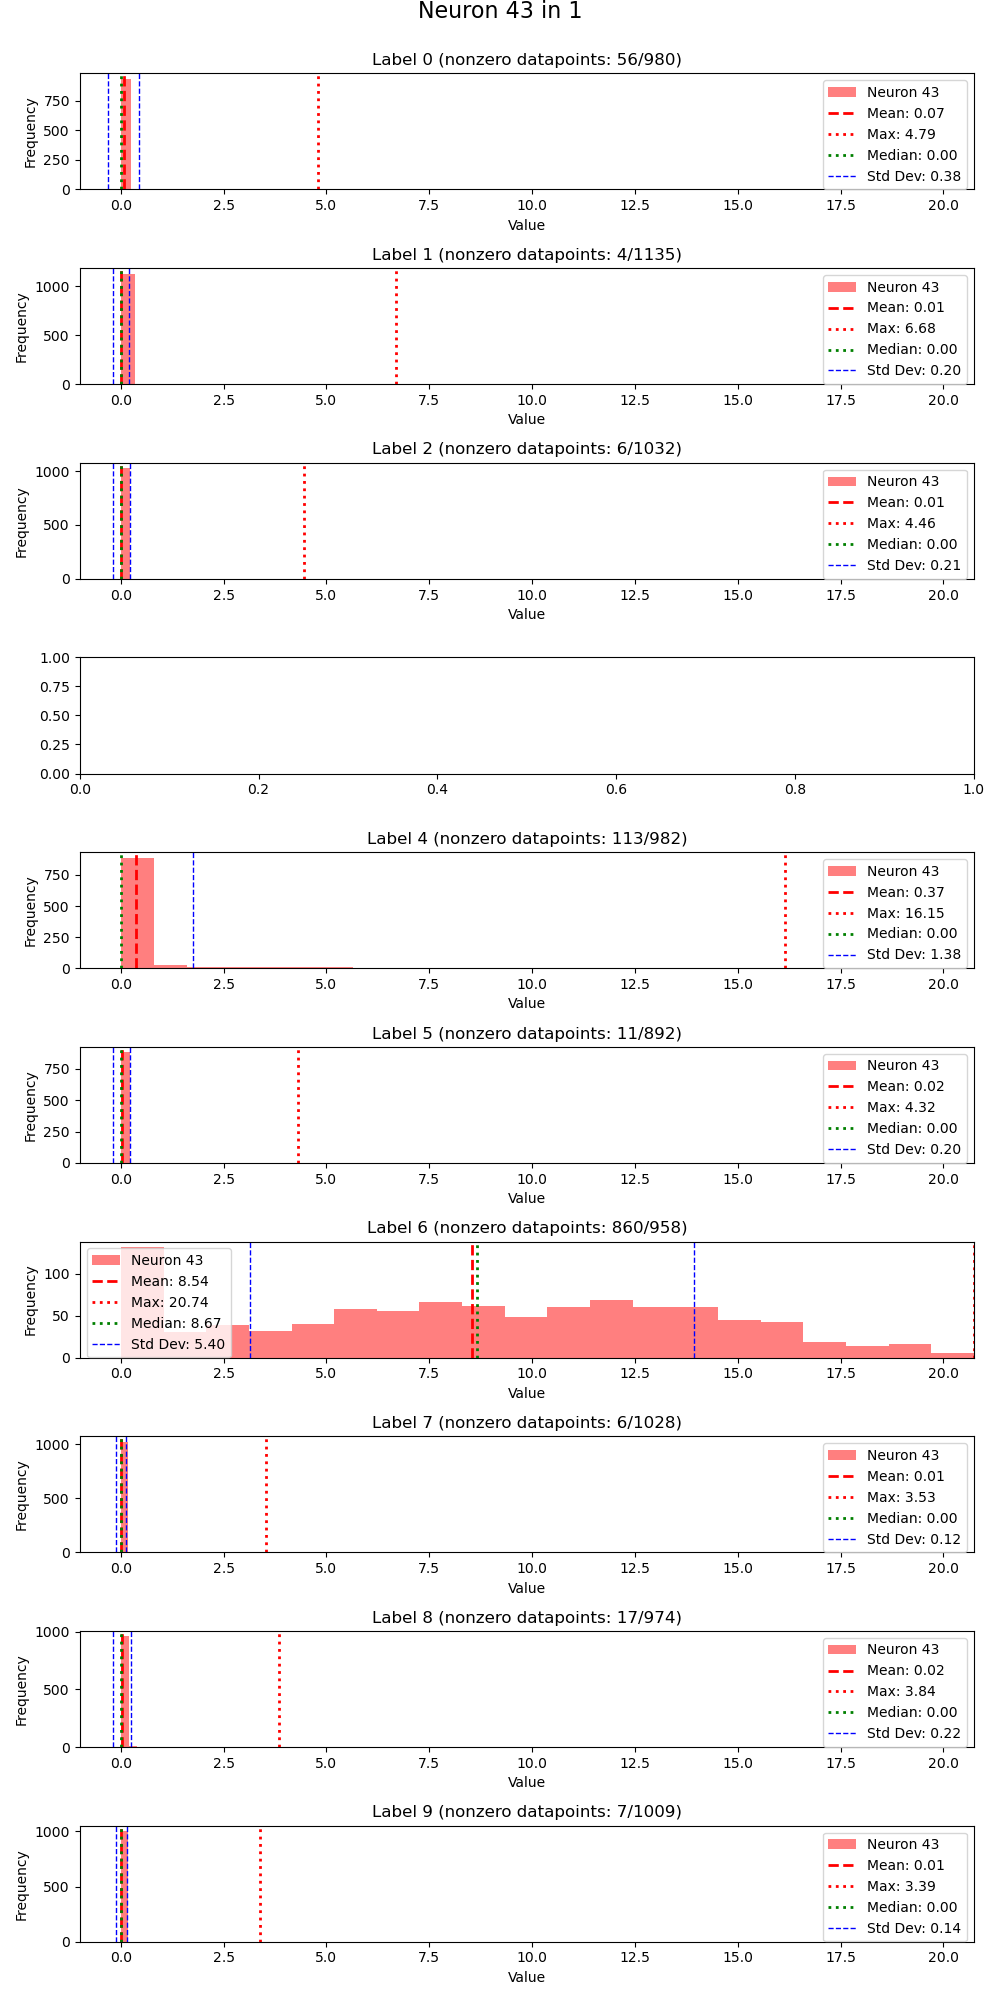 Neuron 43 in 1
Label 0 (nonzero datapoints: 56/980)
Frequency
750
500
250
0
Neuron 43
Mean: 0.07
Max: 4.79
Median: 0.00
Std Dev: 0.38
0.0 2.5 5.0 7.5 10.0 12.5 15.0 17.5 20.0
Value
Label 1 (nonzero datapoints: 4/1135)
Frequency
1000
500
0
Neuron 43
Mean: 0.01
Max: 6.68
Median: 0.00
Std Dev: 0.20
0.0 2.5 5.0 7.5 10.0 12.5 15.0 17.5 20.0
Value
Label 2 (nonzero datapoints: 6/1032)
Frequency
1000
500
0
Neuron 43
Mean: 0.01
Max: 4.46
Median: 0.00
Std Dev: 0.21
0.0 2.5 5.0 7.5 10.0 12.5 15.0 17.5 20.0
Value
1.00
0.75
0.50
0.25
0.00
0.0 0.2 0.4 0.6 0.8 1.0
Label 4 (nonzero datapoints: 113/982)
Frequency
750
500
250
0
Neuron 43
Mean: 0.37
Max: 16.15
Median: 0.00
Std Dev: 1.38
0.0 2.5 5.0 7.5 10.0 12.5 15.0 17.5 20.0
Value
Label 5 (nonzero datapoints: 11/892)
Frequency
750
500
250
0
Neuron 43
Mean: 0.02
Max: 4.32
Median: 0.00
Std Dev: 0.20
0.0 2.5 5.0 7.5 10.0 12.5 15.0 17.5 20.0
Value
Label 6 (nonzero datapoints: 860/958)
Frequency
100
50
0
Neuron 43
Mean: 8.54
Max: 20.74
Median: 8.67
Std Dev: 5.40
0.0 2.5 5.0 7.5 10.0 12.5 15.0 17.5 20.0
Value
Label 7 (nonzero datapoints: 6/1028)
Frequency
1000
500
0
Neuron 43
Mean: 0.01
Max: 3.53
Median: 0.00
Std Dev: 0.12
0.0 2.5 5.0 7.5 10.0 12.5 15.0 17.5 20.0
Value
Label 8 (nonzero datapoints: 17/974)
Frequency
1000
500
0
Neuron 43
Mean: 0.02
Max: 3.84
Median: 0.00
Std Dev: 0.22
0.0 2.5 5.0 7.5 10.0 12.5 15.0 17.5 20.0
Value
Label 9 (nonzero datapoints: 7/1009)
Frequency
1000
500
0
Neuron 43
Mean: 0.01
Max: 3.39
Median: 0.00
Std Dev: 0.14
0.0 2.5 5.0 7.5 10.0 12.5 15.0 17.5 20.0
Value